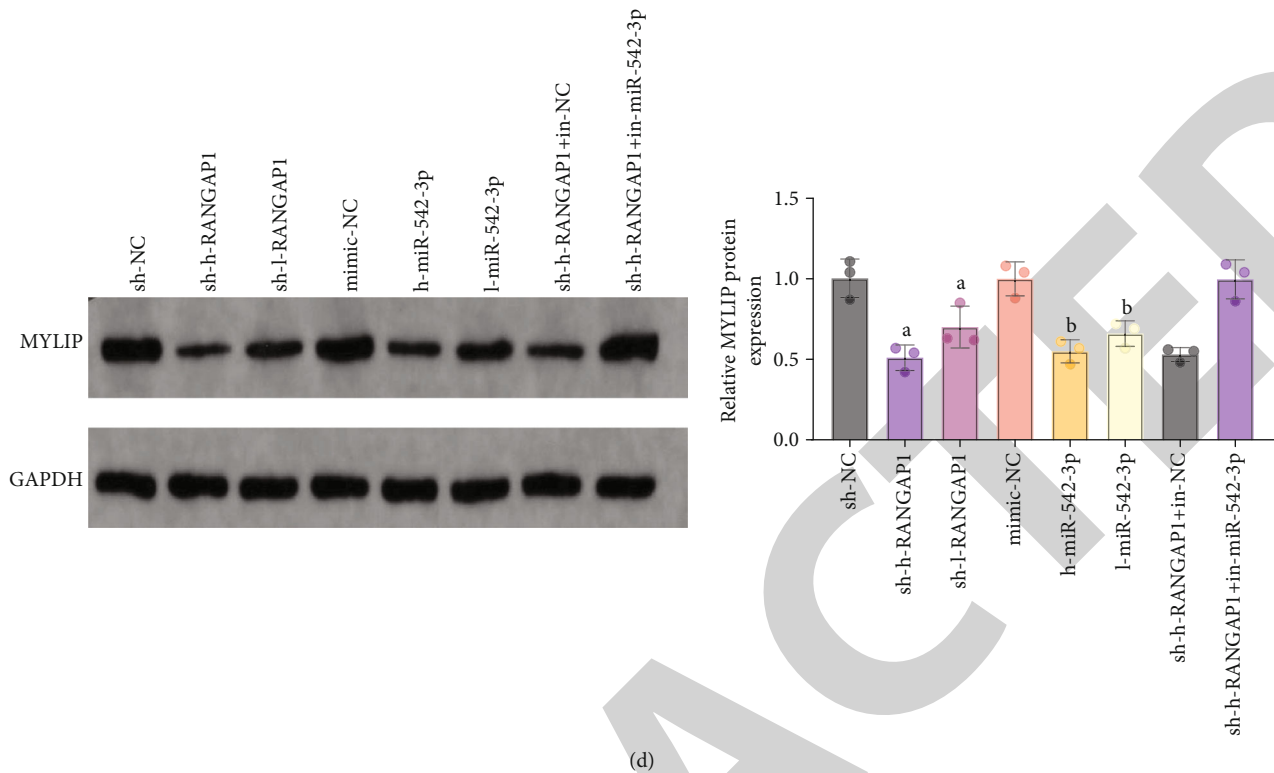 sh-NC
sh-h-RANGAP1
sh-l-RANGAP1
mimic-NC
h-miR-542-3p
l-miR-542-3p
sh-h-RANGAP1+in-NC
sh-h-RANGAP1+in-miR-542-3p
MYLIP
GAPDH
Relative MYLIP protein
expression
1.5
1.0
0.5
0.0
a
a
b
b
sh-NC
sh-h-RANGAP1
sh-l-RANGAP1
mimic-NC
h-miR-542-3p
l-miR-542-3p
sh-h-RANGAP1+in-NC
sh-h-RANGAP1+in-miR-542-3p
(d)